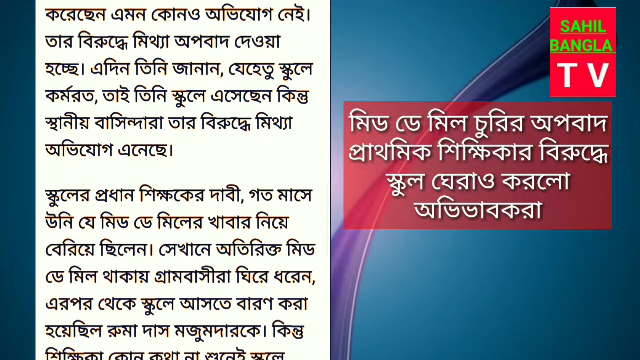 করেছেন এমন কোনও অভিযোগ নেই।
তার বিরুদ্ধে মিথ্যা অপবাদ দেওয়া
হচ্ছে। এদিন তিনি জানান, যেহেতু স্কুলে
কর্মরত, তাই তিনি স্কুলে এসেছেন কিন্তু
স্থানীয় বাসিন্দারা তার বিরুদ্ধে মিথ্যা
অভিযোগ এনেছে।
স্কুলের প্রধান শিক্ষকের দাবী, গত মাসে
উনি যে মিড ডে মিলের খাবার নিয়ে
বেরিয়ে ছিলেন। সেখানে অতিরিক্ত মিড
ডে মিল থাকায় গ্রামবাসীরা ঘিরে ধরেন,
এরপর থেকে স্কুলে আসতে বারণ করা
হয়েছিল রুমা দাস মজুমদারকে। কিন্তু
শিক্ষিকা কোন কথা না শুনেই স্কুলে
SAHIL
BANGLA
T V
মিড ডে মিল চুরির অপবাদ
প্রাথমিক শিক্ষিকার বিরুদ্ধে
স্কুল ঘেরাও করলো
অভিভাবকরা